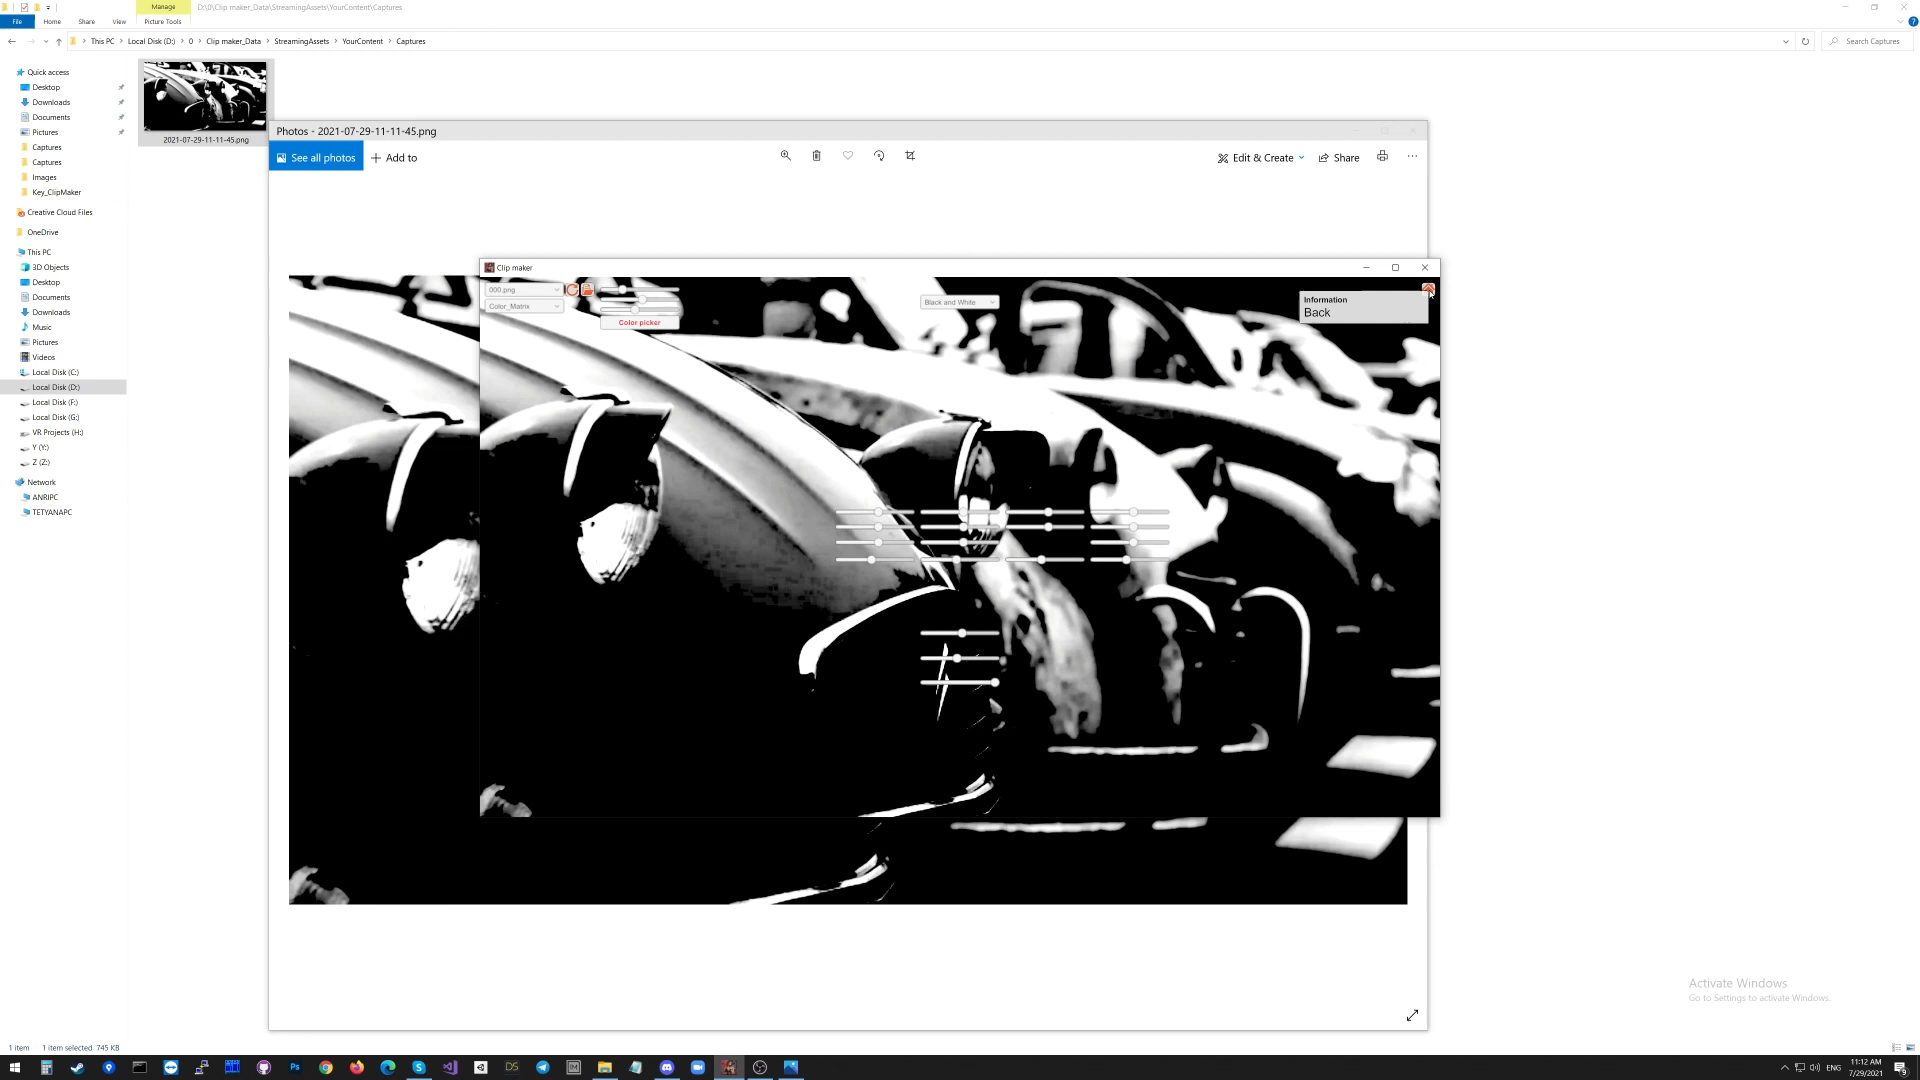 Manage
D:\0\Clip maker_Data\StreamingAssets\YourContent\Captures
File
Home
Share
View
Picture Tools
This PC
Local Disk (D:)
0
Clip maker_Data
StreamingAssets
YourContent
Captures
Search Captures
Quick access
Desktop
Downloads
Documents
Pictures
Captures
Captures
Images
Key_ClipMaker
Creative Cloud Files
OneDrive
This PC
3D Objects
Desktop
Documents
Downloads
Music
Pictures
Videos
Local Disk (C:)
Local Disk (D:)
Local Disk (F:)
Local Disk (G:)
VR Projects (H:)
Y (Y:)
Z (Z:)
Network
ANRIPC
TETYANAPC
2021-07-29-11-11-45.png
Photos - 2021-07-29-11-11-45.png
See all photos
Add to
Edit & Create
Share
Clip maker
000.png
Color_Matrix
Color picker
Black and White
Information
Back
Activate Windows
Go to Settings to activate Windows.
1 item
1 item selected 745 KB
Ps
DS
ENG
11:12 AM
7/29/2021